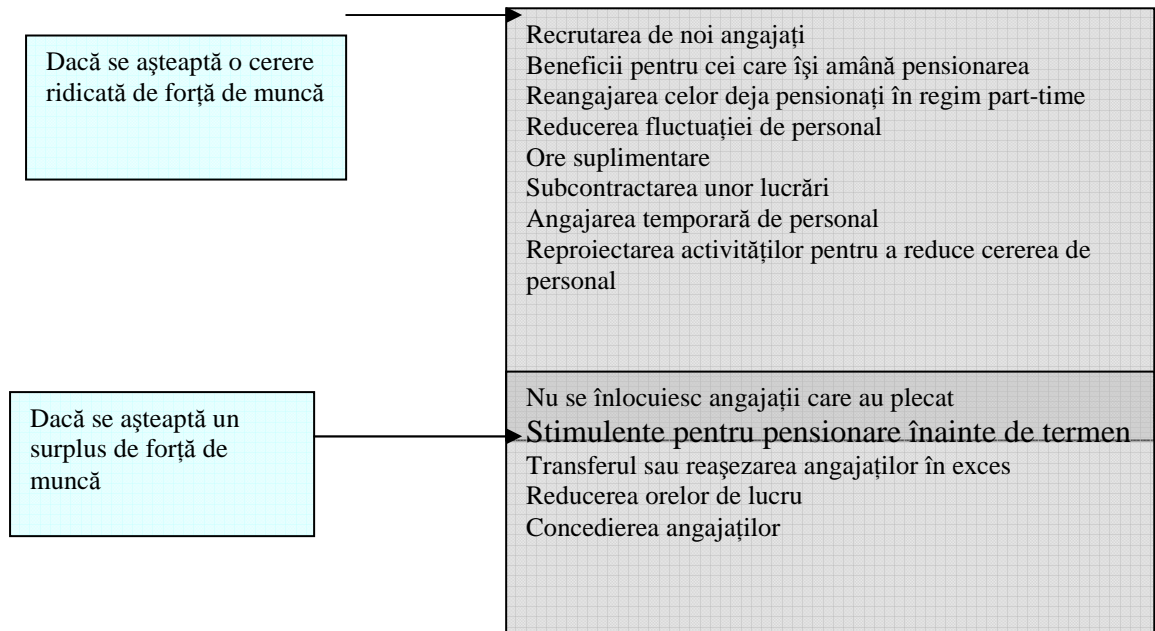 Dacă se aşteaptă o cerere
ridicată de forţă de muncă
Recrutarea de noi angajaţi
Beneficii pentru cei care îşi amână pensionarea
Reangajarea celor deja pensionaţi în regim part-time
Reducerea fluctuaţiei de personal
Ore suplimentare
Subcontractarea unor lucrări
Angajarea temporară de personal
Reproiectarea activităţilor pentru a reduce cererea de
personal
Dacă se aşteaptă un
surplus de forţă de
muncă
Nu se înlocuiesc angajaţii care au plecat
Stimulente pentru pensionare înainte de termen
Transferul sau reaşezarea angajaţilor în exces
Reducerea orelor de lucru
Concedierea angajaţilor